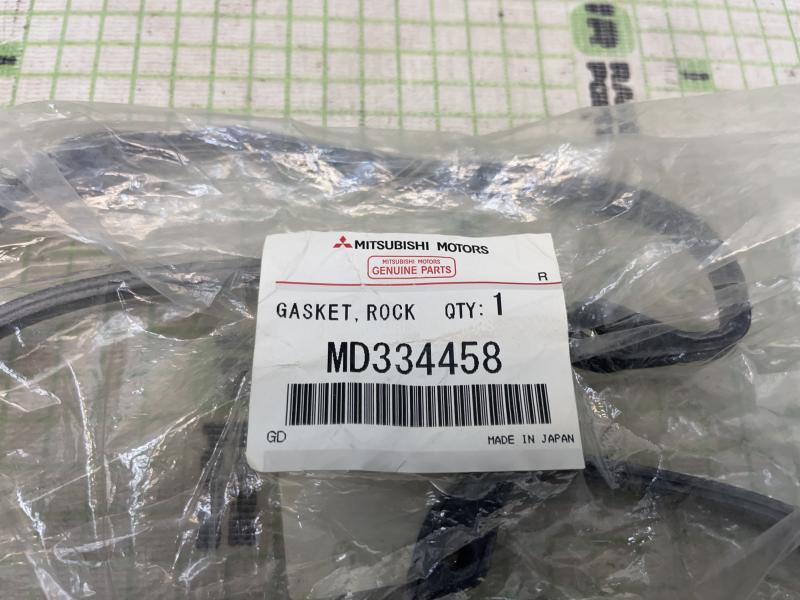 MITSUBISHI MOTORS
MITSUBISHI MOTORS
GENUINE PARTS
R
GASKET, ROCK QTY: 1
MD334458
GD MADE IN JAPAN